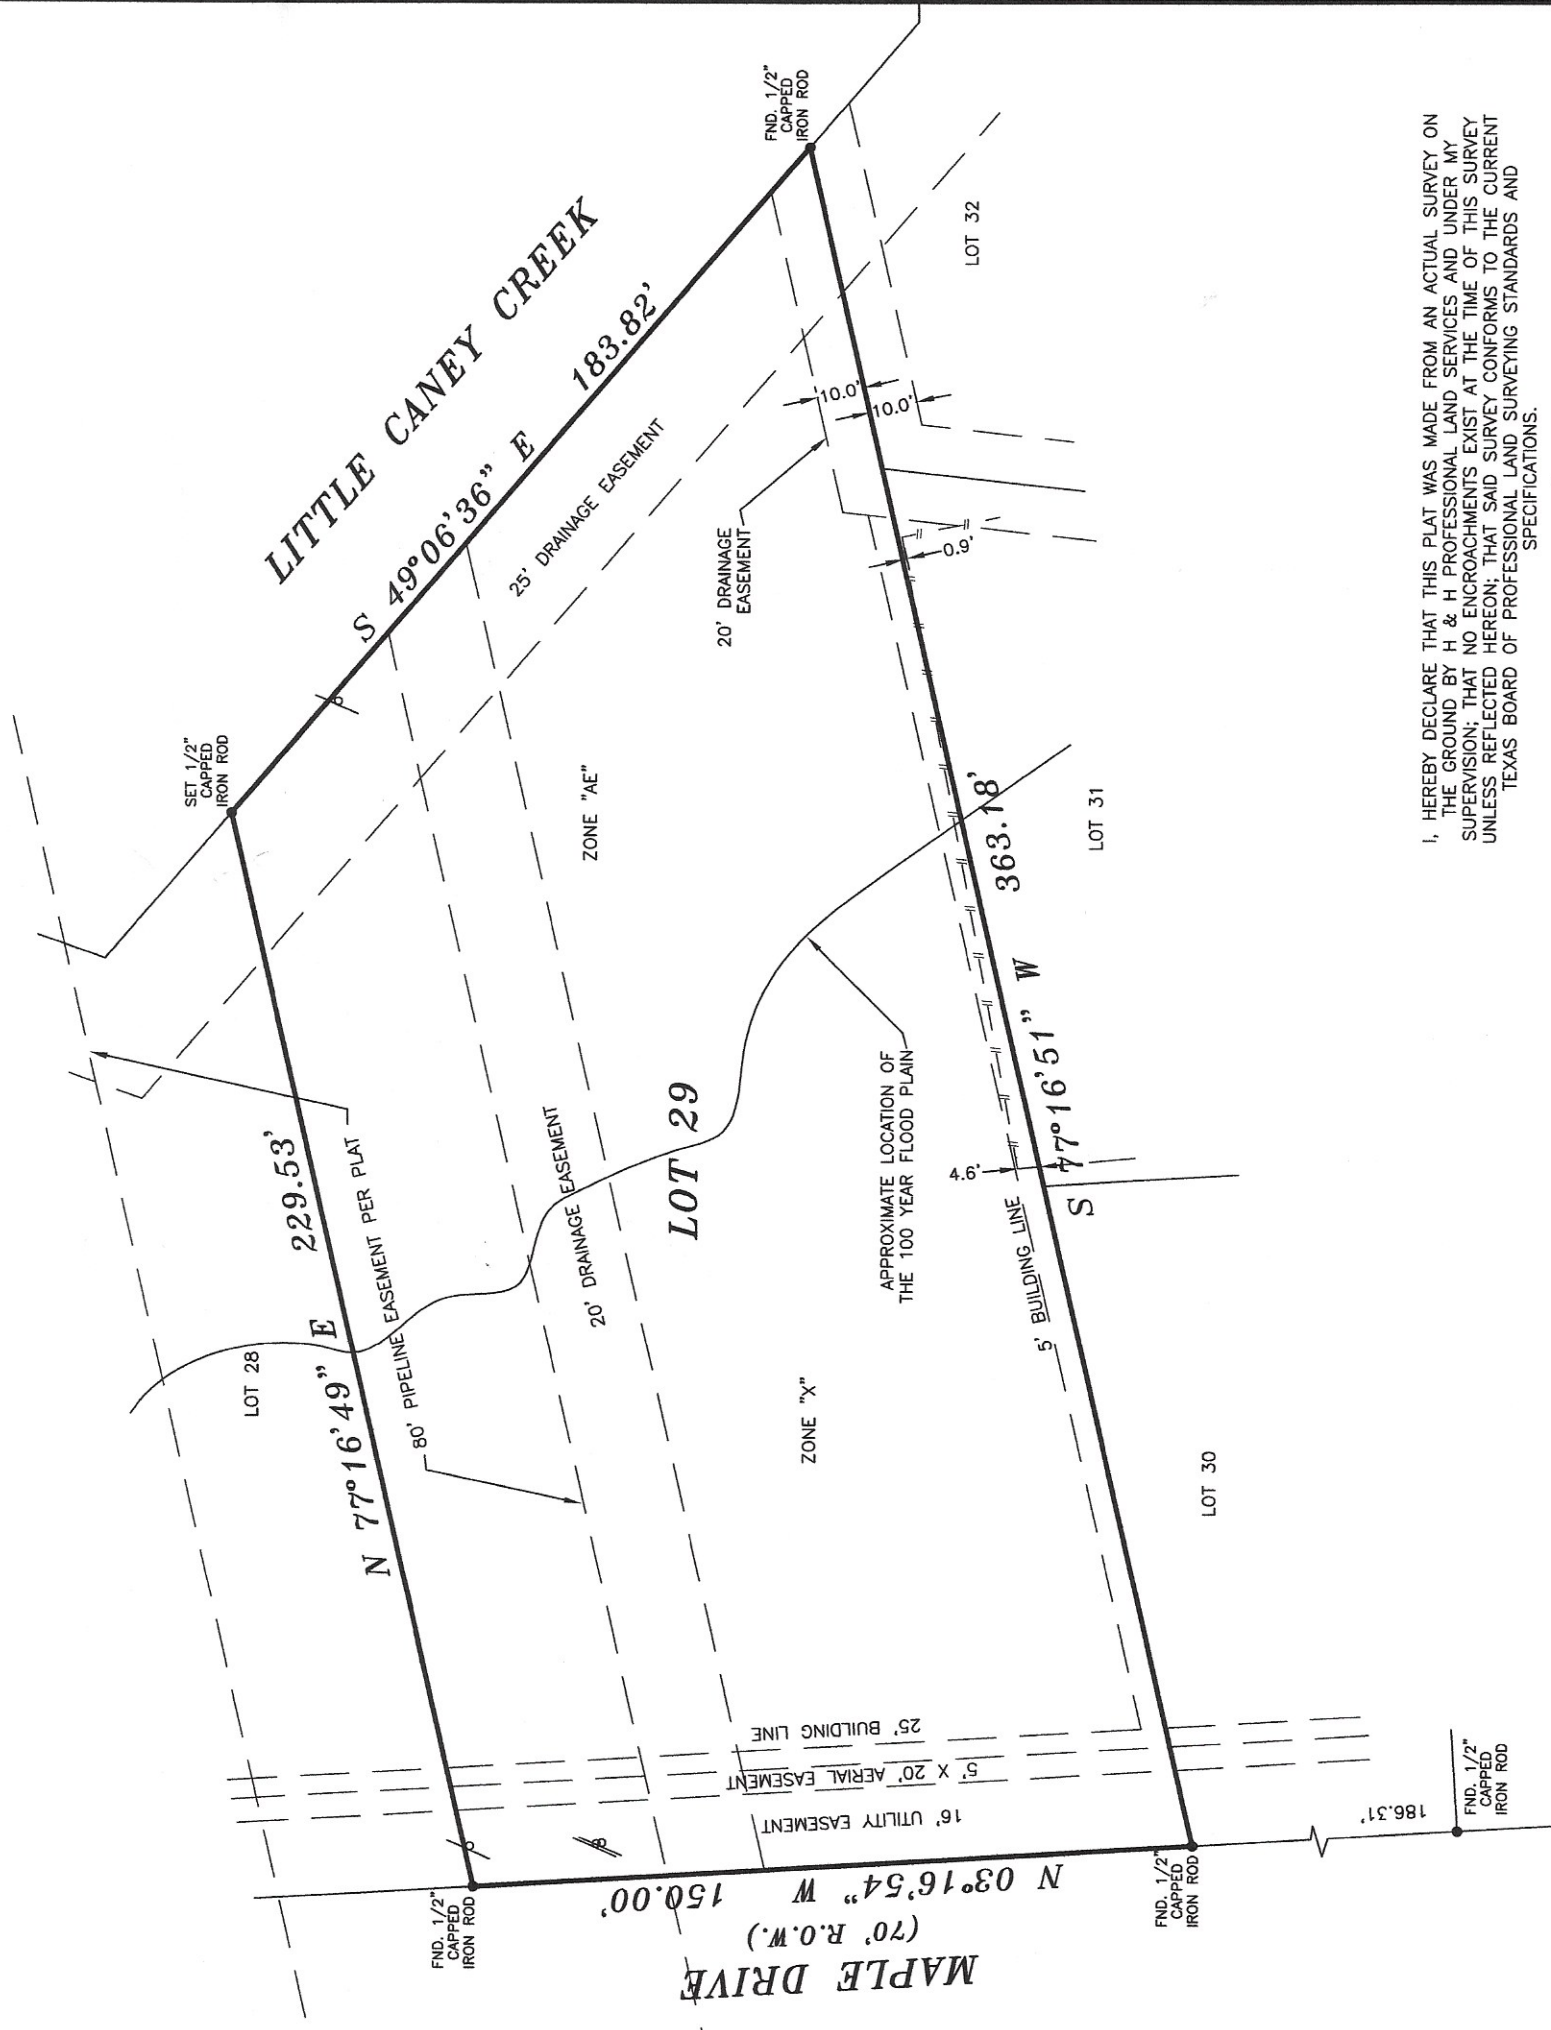 LITTLE CANEY CREEK
S 49°06'36" E 183.82'
FND. 1/2"
CAPPED
IRON ROD
SET 1/2"
CAPPED
IRON ROD
25' DRAINAGE EASEMENT
LOT 32
10.0'
10.0'
20' DRAINAGE
EASEMENT
0.9'
ZONE "AE"
N 77°16'49" E 229.53'
LOT 28
80' PIPELINE EASEMENT PER PLAT
20' DRAINAGE EASEMENT
LOT 29
APPROXIMATE LOCATION OF
THE 100 YEAR FLOOD PLAIN
S 77°16'51" W 363.18'
LOT 31
4.6'
5' BUILDING LINE
ZONE "X"
LOT 30
25' BUILDING LINE
5' X 20' AERIAL EASEMENT
16' UTILITY EASEMENT
N 03°16'54" W 150.00'
(70' R.O.W.)
MAPLE DRIVE
FND. 1/2"
CAPPED
IRON ROD
FND. 1/2"
CAPPED
IRON ROD
186.31'
FND. 1/2"
CAPPED
IRON ROD
I, HEREBY DECLARE THAT THIS PLAT WAS MADE FROM AN ACTUAL SURVEY ON
THE GROUND BY H & H PROFESSIONAL LAND SERVICES AND UNDER MY
SUPERVISION; THAT NO ENCROACHMENTS EXIST AT THE TIME OF THIS SURVEY
UNLESS REFLECTED HEREON; THAT SAID SURVEY CONFORMS TO THE CURRENT
TEXAS BOARD OF PROFESSIONAL LAND SURVEYING STANDARDS AND
SPECIFICATIONS.